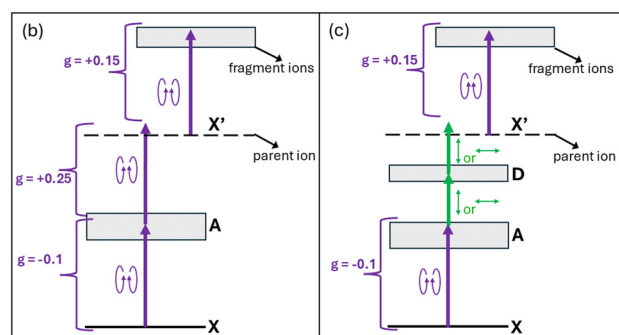 (b)
g = +0.15
fragment ions
X’
parent ion
g = +0.25
A
g = -0.1
X
(c)
g = +0.15
fragment ions
X’
or
parent ion
D
or
A
g = -0.1
X